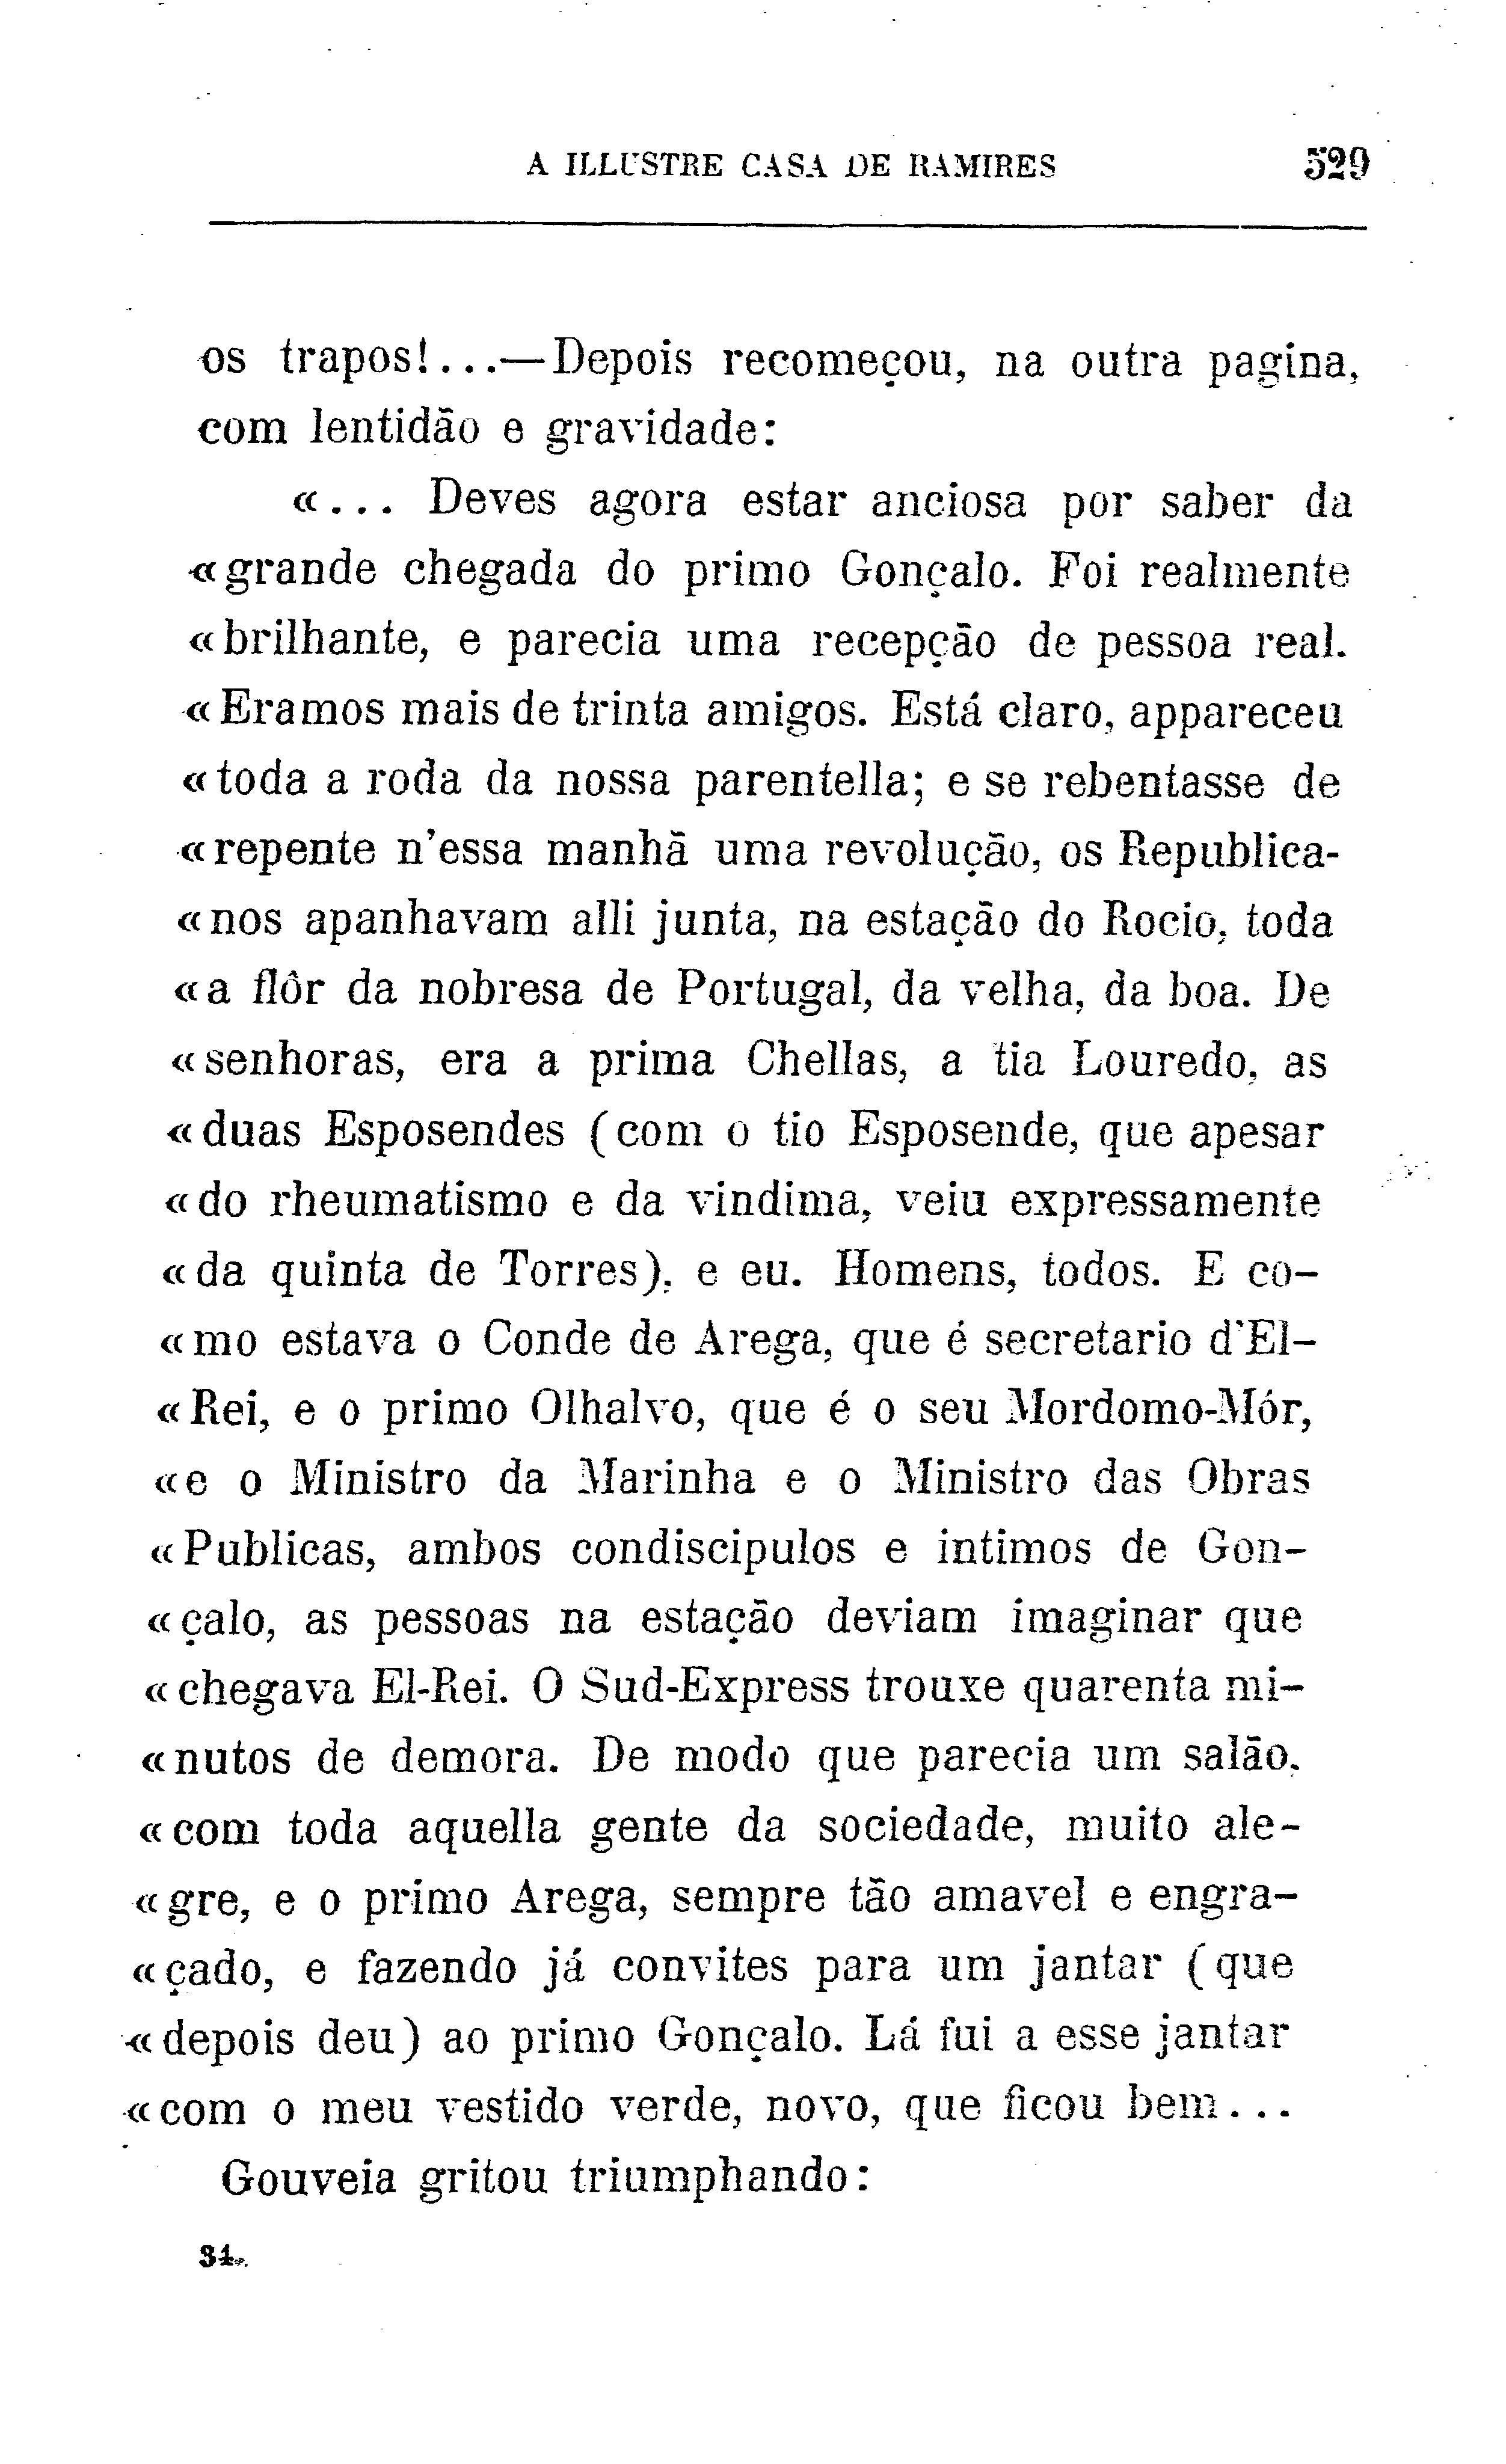 A ILLUSTRE CASA DE RAMIRES 529
os trapos!...—Depois recomeçou, na outra pagina,
com lentidão e gravidade:
«... Deves agora estar anciosa por saber da
«grande chegada do primo Gonçalo. Foi realmente
«brilhante, e parecia uma recepção de pessoa real.
«Eramos mais de trinta amigos. Está claro, appareceu
«toda a roda da nossa parentella; e se rebentasse de
«repente n'essa manhã uma revolução, os Republica-
«nos apanhavam alli junta, na estação do Rocio, toda
«a flôr da nobresa de Portugal, da velha, da boa. De
«senhoras, era a prima Chellas, a tia Louredo, as
«duas Esposendes (com o tio Esposende, que apesar
«do rheumatismo e da vindima, veiu expressamente
«da quinta de Torres), e eu. Homens, todos. E co-
«mo estava o Conde de Arega, que é secretario d'El-
«Rei, e o primo Olhalvo, que é o seu Mordomo-Mór,
«e o Ministro da Marinha e o Ministro das Obras
«Publicas, ambos condiscipulos e intimos de Gon-
«çalo, as pessoas na estação deviam imaginar que
«chegava El-Rei. O Sud-Express trouxe quarenta mi-
«nutos de demora. De modo que parecia um salão,
«com toda aquella gente da sociedade, muito ale-
«gre, e o primo Arega, sempre tão amavel e engra-
«çado, e fazendo já convites para um jantar (que
«depois deu) ao primo Gonçalo. Lá fui a esse jantar
«com o meu vestido verde, novo, que ficou bem...
Gouveia gritou triumphando:
34